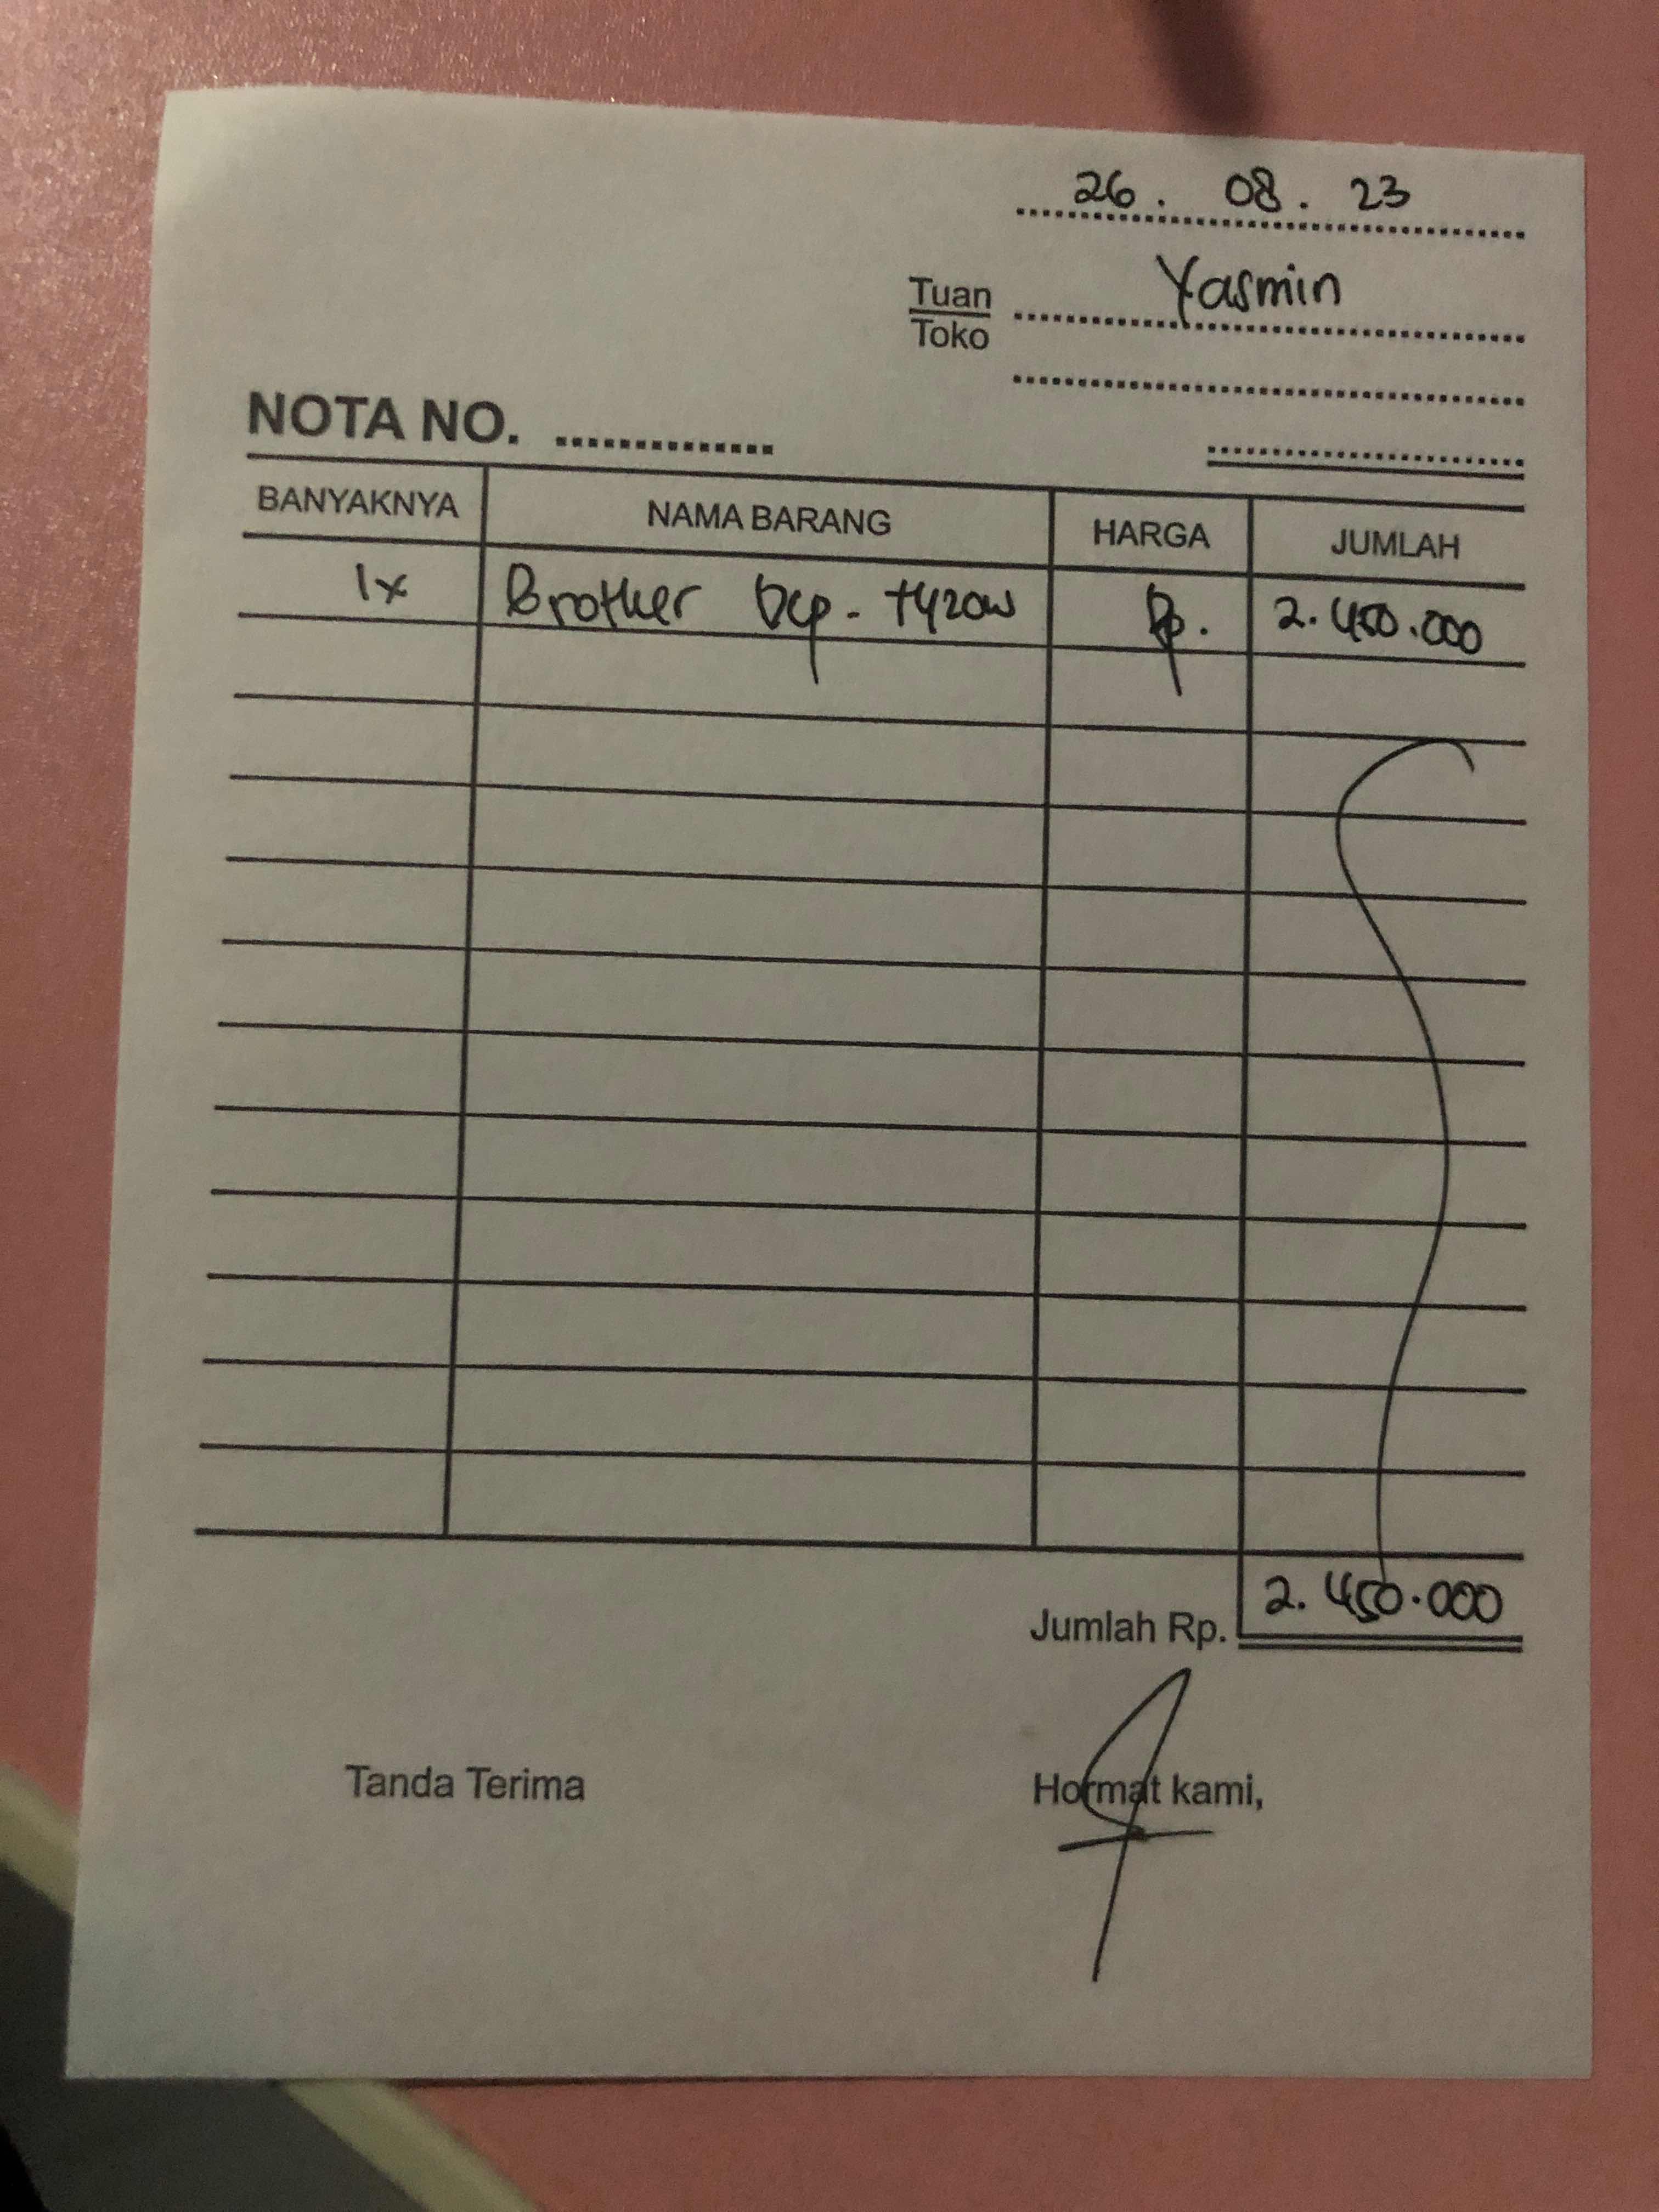 26. 08. 23
Tuan Yasmin
Toko
NOTA NO. ..............
BANYAKNYA NAMA BARANG HARGA JUMLAH
1x Brother Dcp-t420w Rp. 2.450.000
Jumlah Rp. 2.450.000
Tanda Terima Hormat kami,